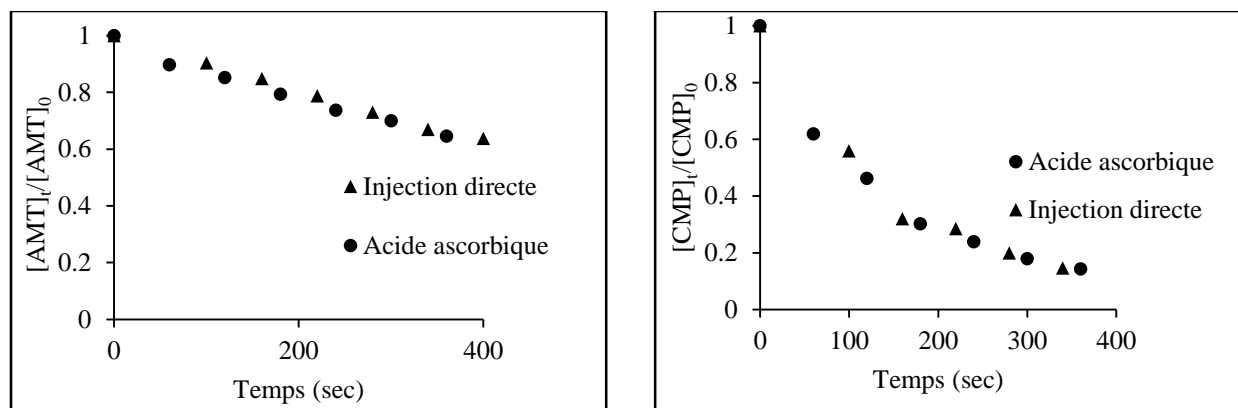 [AMT]t/[AMT]0
1
0.8
0.6
0.4
0.2
0
0
200
400
Temps (sec)
Injection directe
Acide ascorbique
[CMP]t/[CMP]0
1
0.8
0.6
0.4
0.2
0
0
100
200
300
400
Temps (sec)
Acide ascorbique
Injection directe